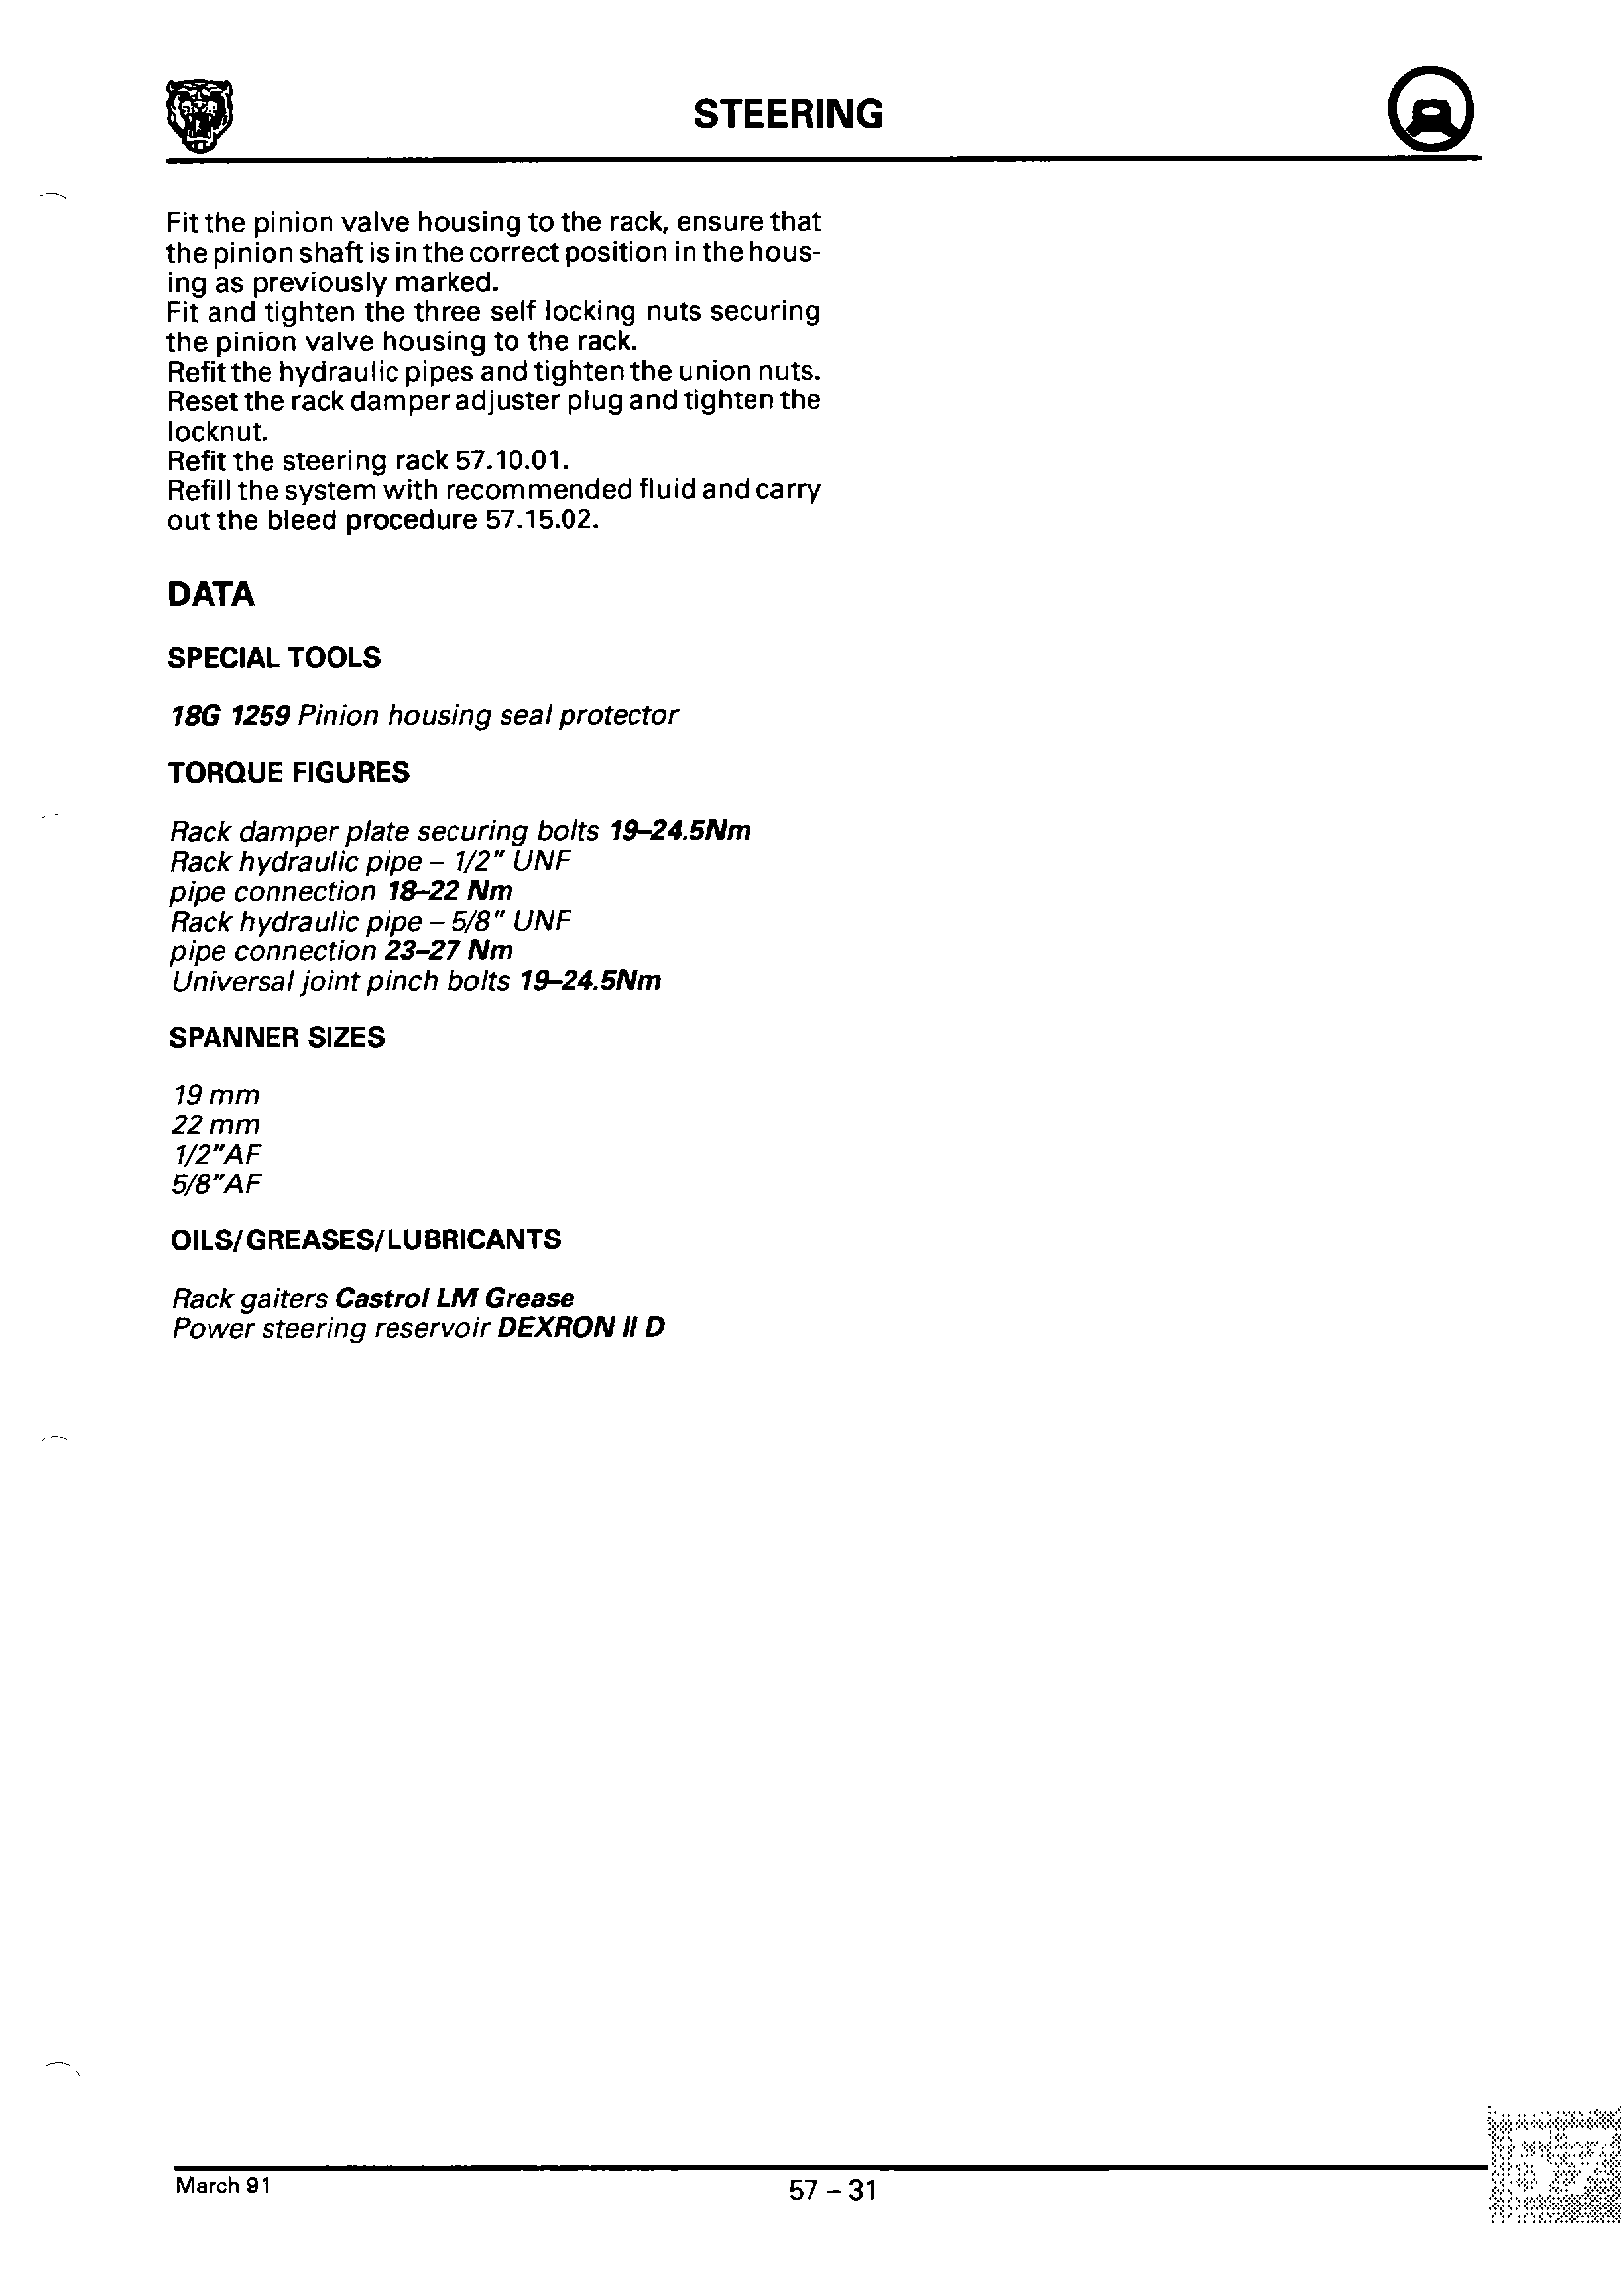 STEERING
Fit the pinion valve housing to the rack, ensure that
the pinion shaft is in the correct position in the hous-
ing as previously marked.
Fit and tighten the three self locking nuts securing
the pinion valve housing to the rack.
Refit the hydraulic pipes and tighten the union nuts.
Reset the rack damper adjuster plug and tighten the
locknut.
Refit the steering rack 57.10.01.
Refill the system with recommended fluid and carry
out the bleed procedure 57.15.02.
DATA
SPECIAL TOOLS
18G 1259 Pinion housing seal protector
TORQUE FIGURES
Rack damper plate securing bolts 19–24.5Nm
Rack hydraulic pipe – 1/2" UNF
pipe connection 18–22 Nm
Rack hydraulic pipe – 5/8" UNF
pipe connection 23–27 Nm
Universal joint pinch bolts 19–24.5Nm
SPANNER SIZES
19 mm
22 mm
1/2"AF
5/8"AF
OILS/GREASES/LUBRICANTS
Rack gaiters Castrol LM Grease
Power steering reservoir DEXRON II D
March 91
57 – 31